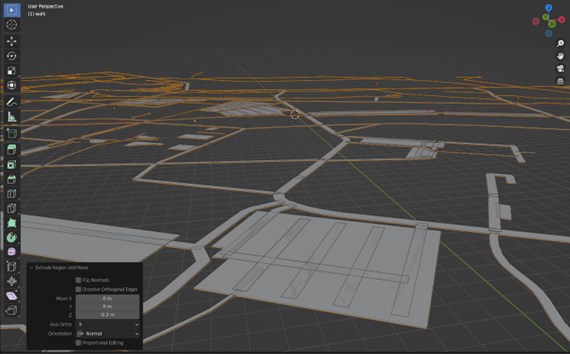 User Perspective
(1) walk
Extrude Region and Move
Flip Normals
Dissolve Orthogonal Edges
Move X 0 m
Y 0 m
Z -0.3 m
Axis Ortho X
Orientation Normal
Proportional Editing